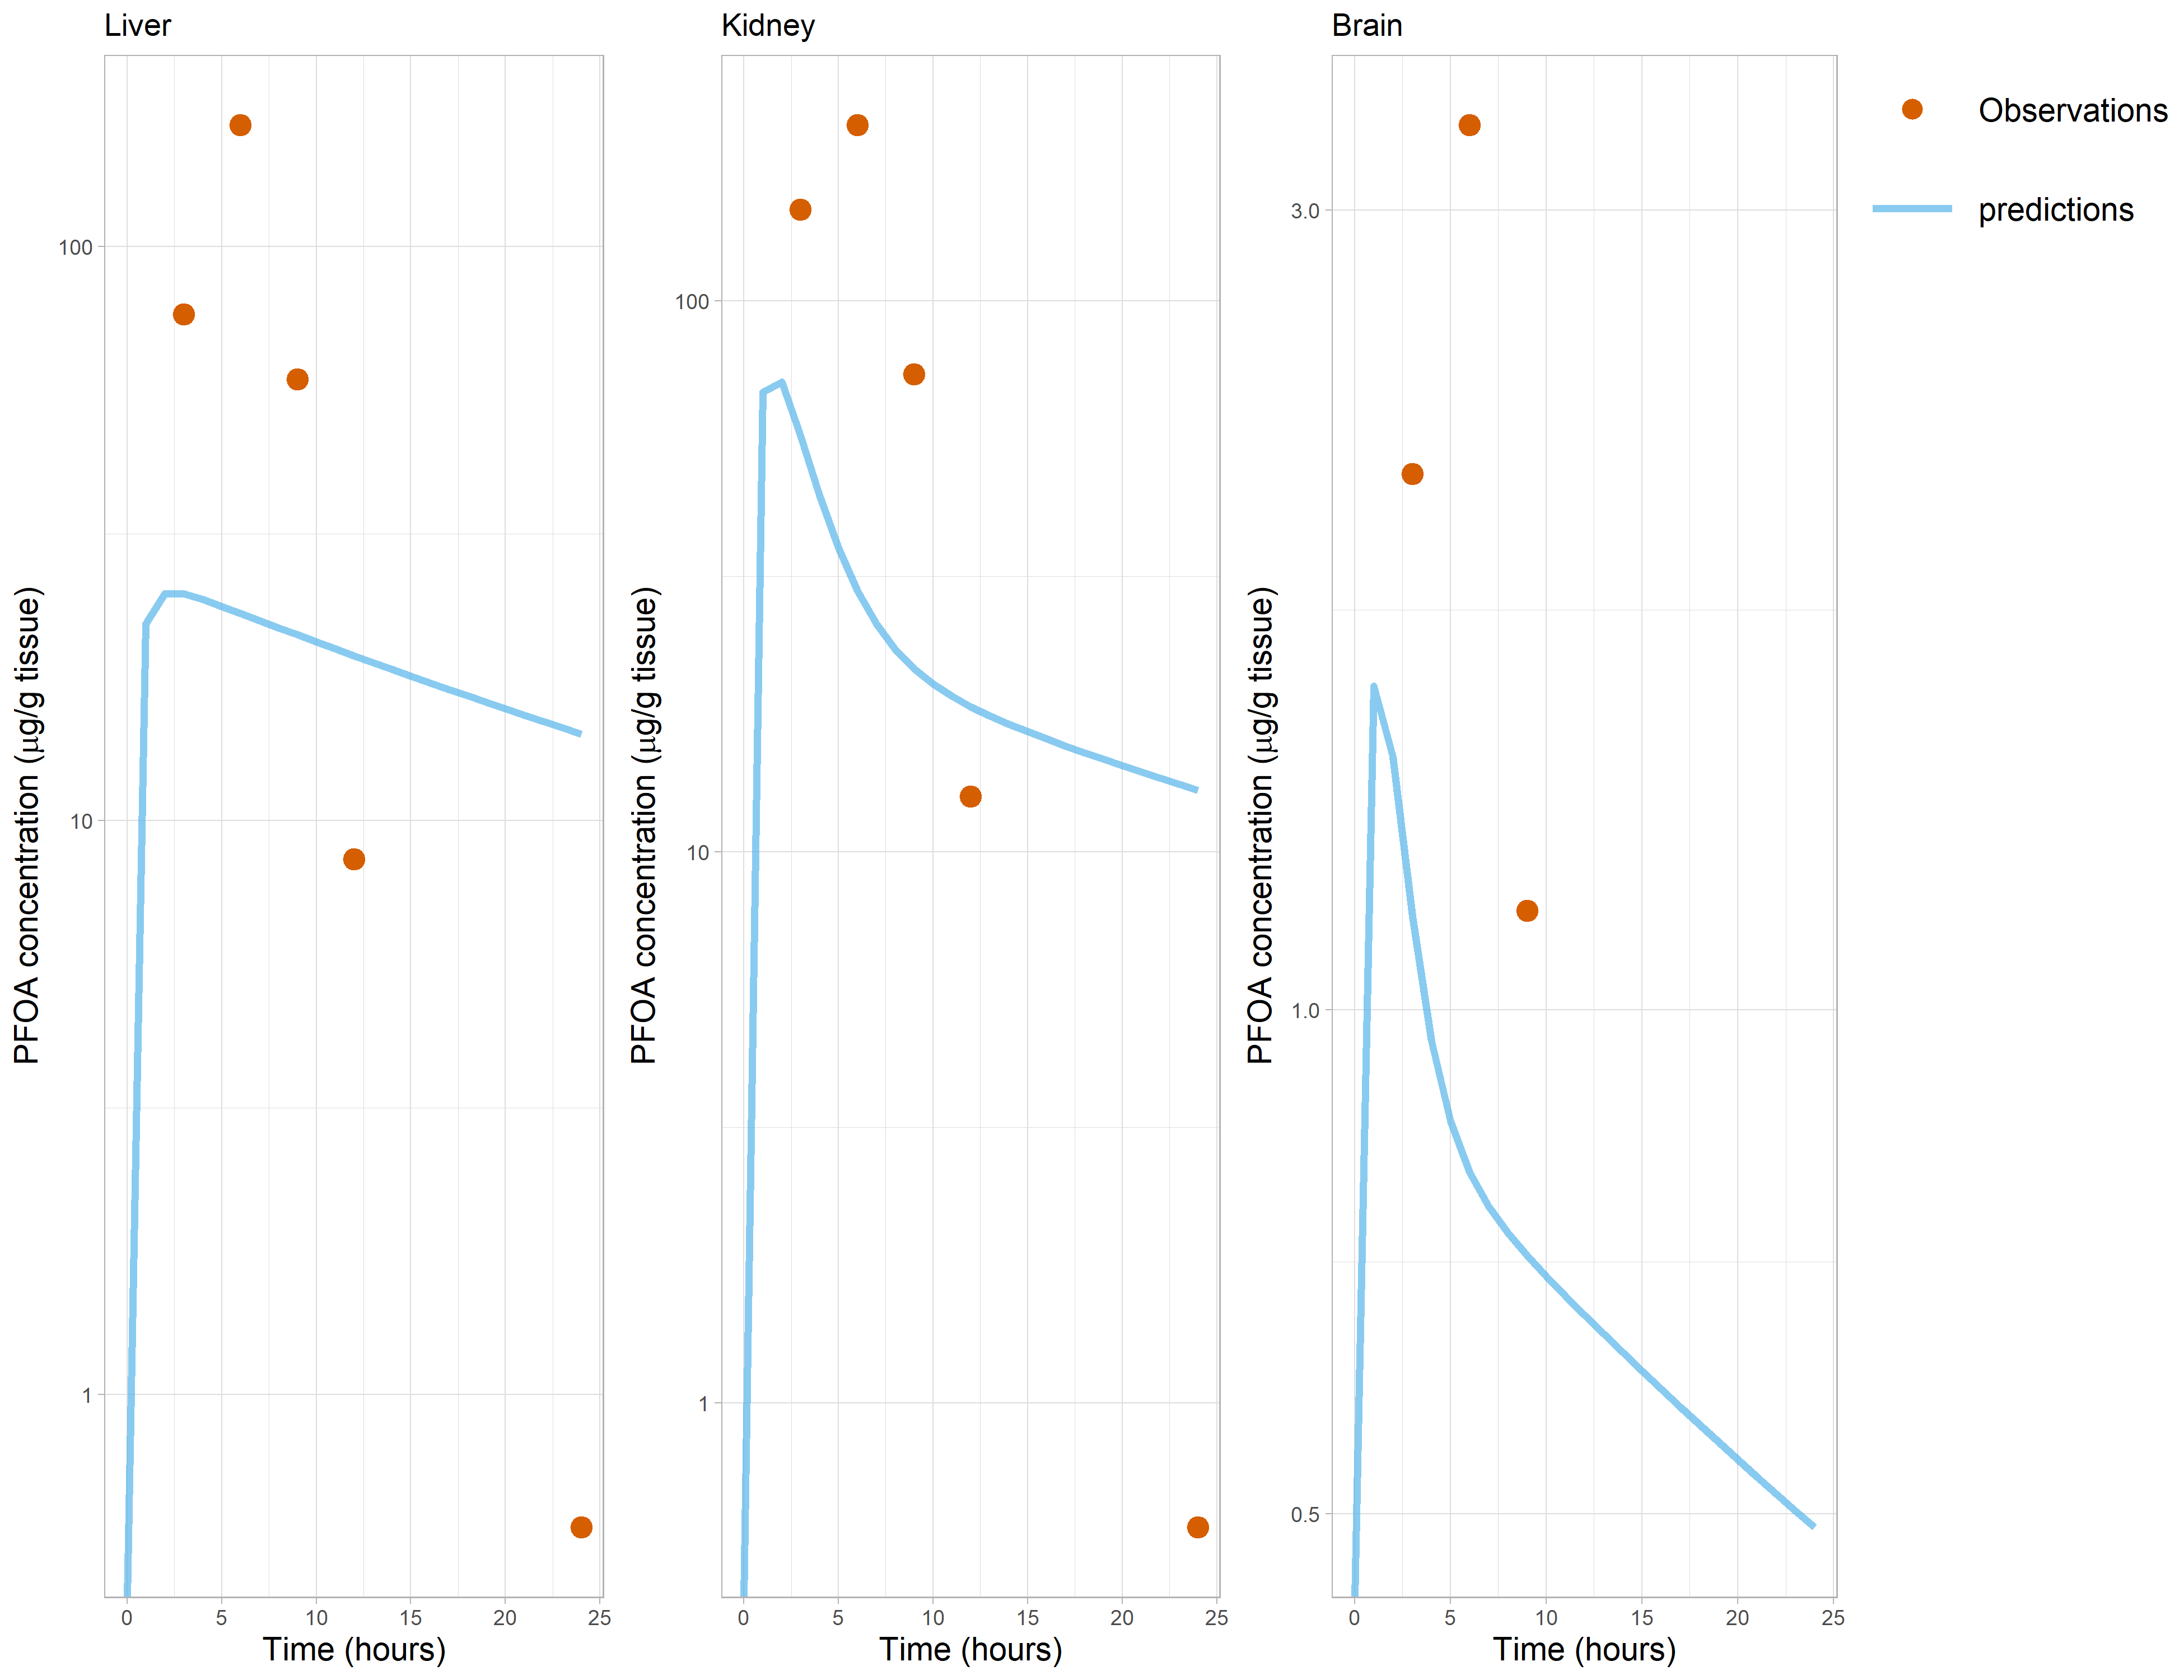 Liver
Kidney
Brain
Observations
predictions
PFOA concentration (μg/g tissue)
100
10
1
0 5 10 15 20 25
Time (hours)
PFOA concentration (μg/g tissue)
100
10
1
0 5 10 15 20 25
Time (hours)
PFOA concentration (μg/g tissue)
3.0
1.0
0.5
0 5 10 15 20 25
Time (hours)